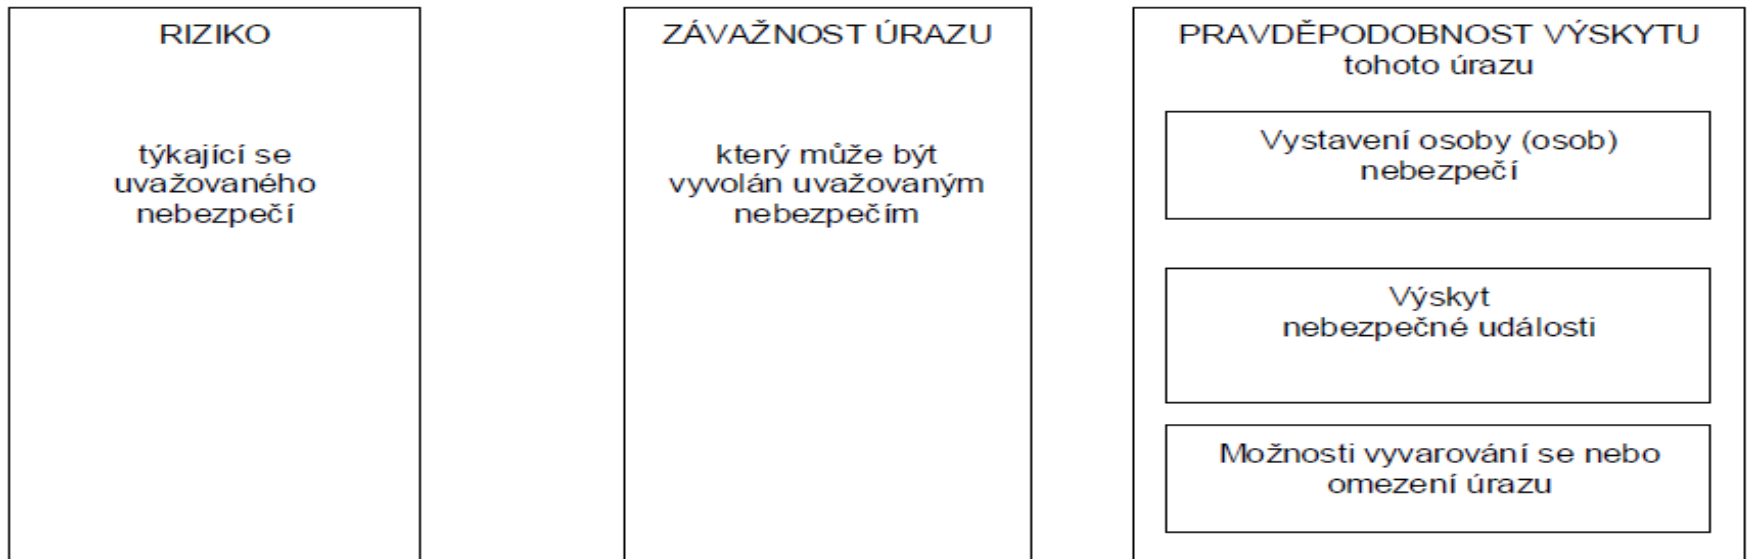 RIZIKO
týkající se
uvažovaného
nebezpečí
ZÁVAŽNOST ÚRAZU
který může být
vyvolán uvažovaným
nebezpečím
PRAVDĚPODOBNOST VÝSKYTU
tohoto úrazu
Vystavení osoby (osob)
nebezpečí
Výskyt
nebezpečné události
Možnosti vyvarování se nebo
omezení úrazu